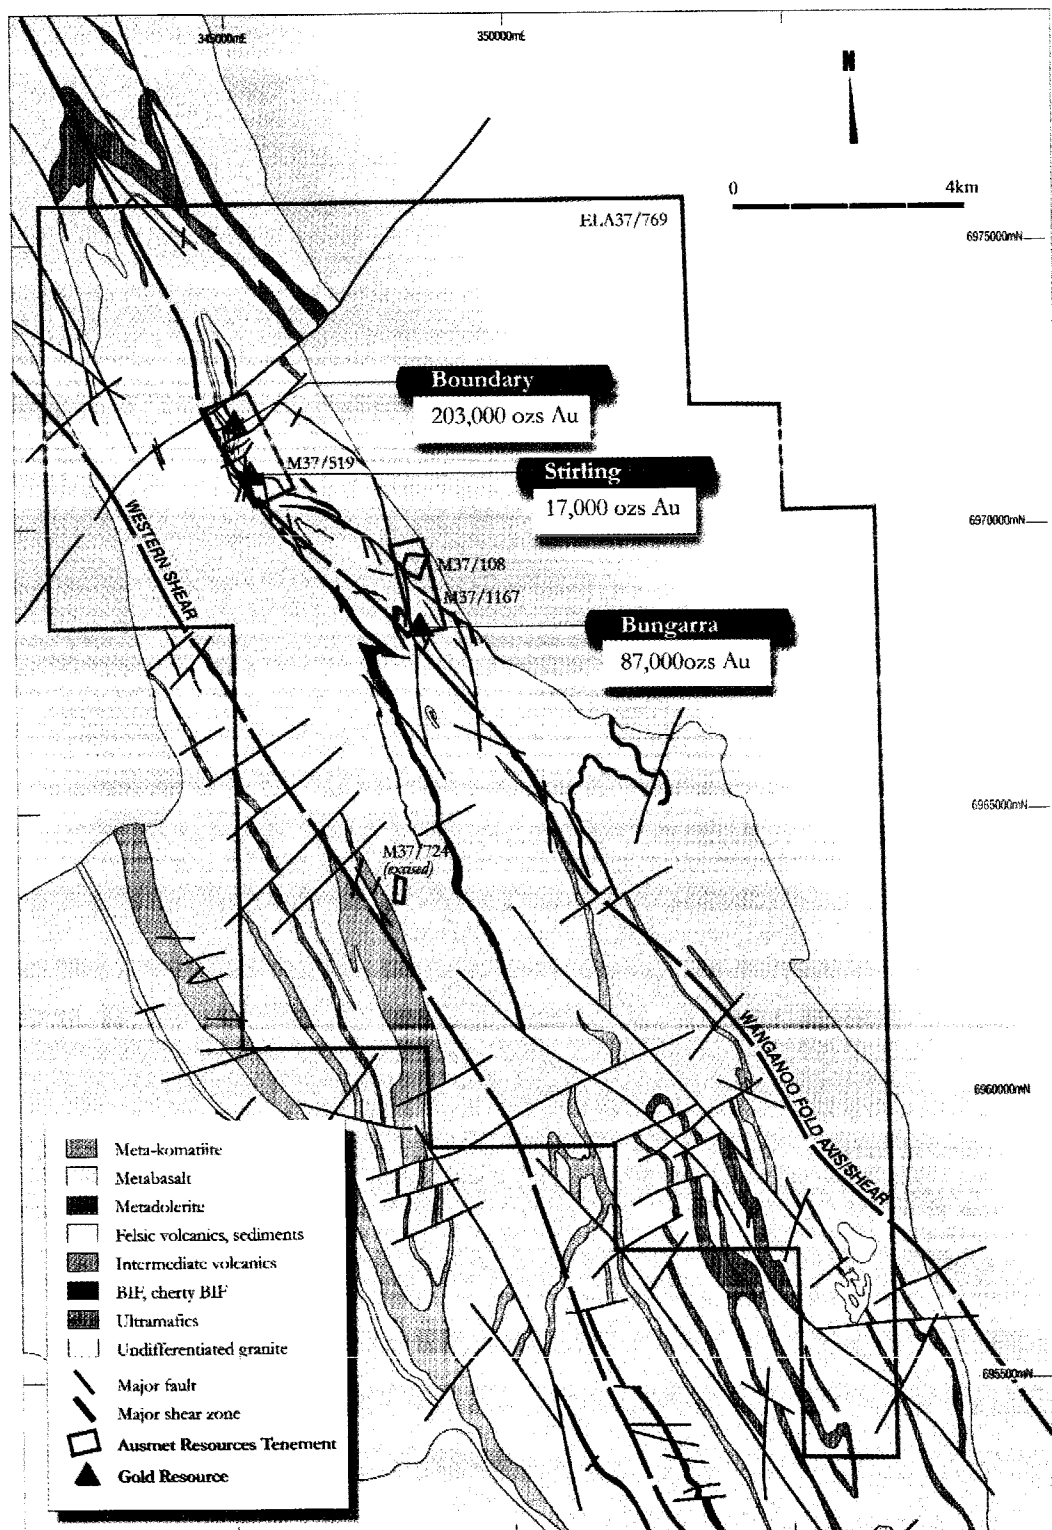 345000mE
350000mE
N
0 4km
ELA37/769
6975000mN
Boundary
203,000 ozs Au
M37/519
Stirling
17,000 ozs Au
6970000mN
WESTERN SHEAR
M37/108
M37/1167
Bungarra
87,000ozs Au
6965000mN
M37/724
(excised)
WANGANOO FOLD AXIS/SHEAR
6960000mN
Meta-komatiite
Metabasalt
Metadolerite
Felsic volcanics, sediments
Intermediate volcanics
BIF, cherty BIF
Ultramafics
Undifferentiated granite
695500mN
Major fault
Major shear zone
Ausmet Resources Tenement
Gold Resource